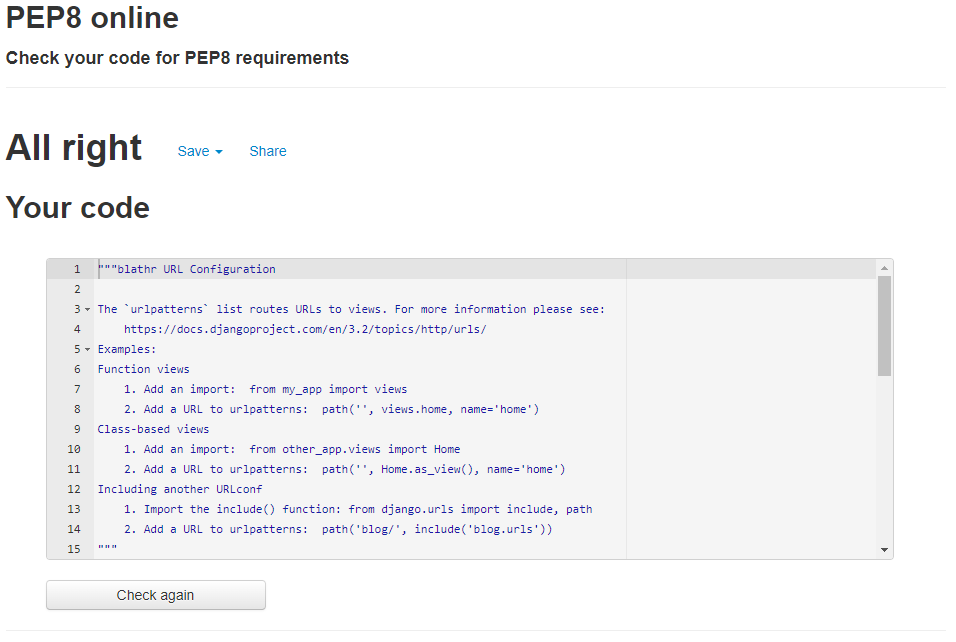 PEP8 online
Check your code for PEP8 requirements
All right Save Share
Your code
1 """blathr URL Configuration
2
3 The `urlpatterns` list routes URLs to views. For more information please see:
4 https://docs.djangoproject.com/en/3.2/topics/http/urls/
5 Examples:
6 Function views
7 1. Add an import:  from my_app import views
8 2. Add a URL to urlpatterns:  path('', views.home, name='home')
9 Class-based views
10 1. Add an import:  from other_app.views import Home
11 2. Add a URL to urlpatterns:  path('', Home.as_view(), name='home')
12 Including another URLconf
13 1. Import the include() function: from django.urls import include, path
14 2. Add a URL to urlpatterns:  path('blog/', include('blog.urls'))
15 """
Check again